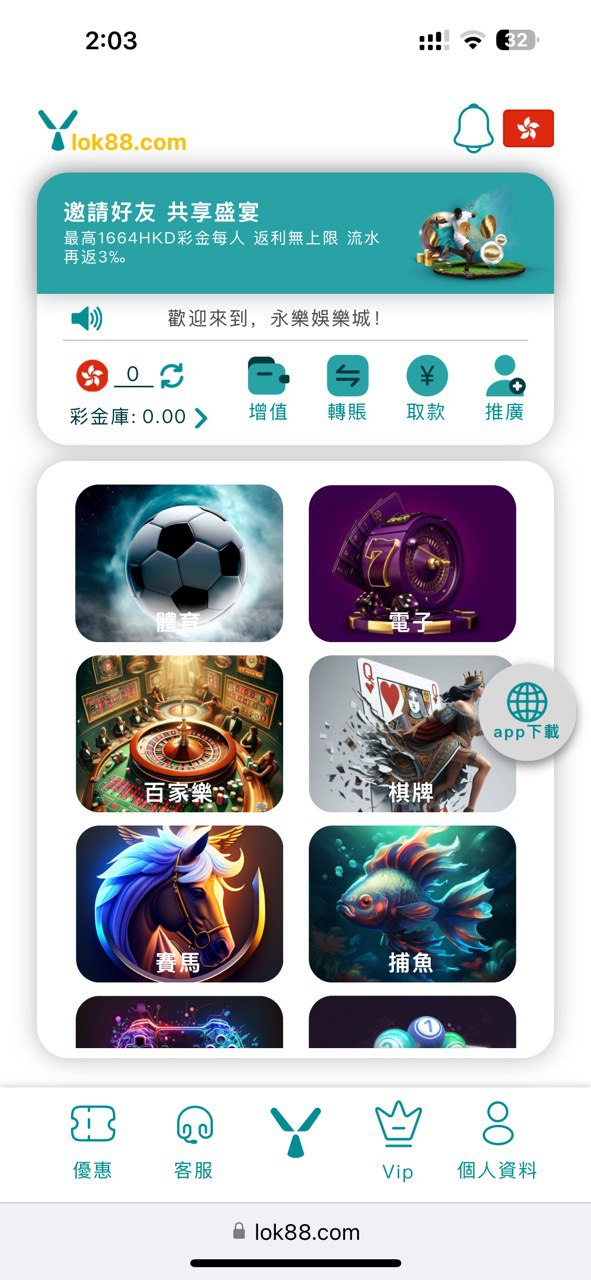 2:03
32
lok88.com
邀請好友 共享盛宴
最高1664HKD彩金每人 返利無上限 流水
再返3‰
歡迎來到，永樂娛樂城！
0
彩金庫: 0.00
增值
轉賬
¥
取款
推廣
體育
7
電子
百家樂
Q
棋牌
app下載
賽馬
捕魚
2
1
優惠
客服
Vip
個人資料
lok88.com